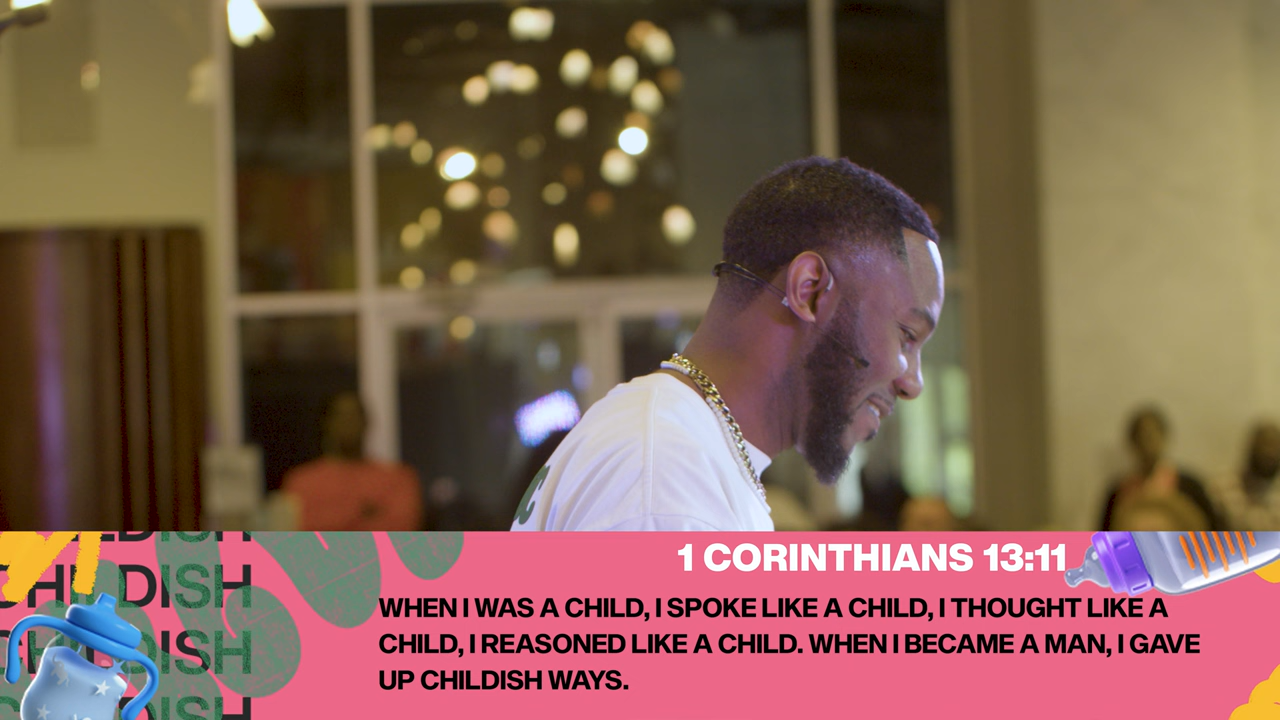 1 CORINTHIANS 13:11
WHEN I WAS A CHILD, I SPOKE LIKE A CHILD, I THOUGHT LIKE A
CHILD, I REASONED LIKE A CHILD. WHEN I BECAME A MAN, I GAVE
UP CHILDISH WAYS.
CHILDISH
CHILDISH